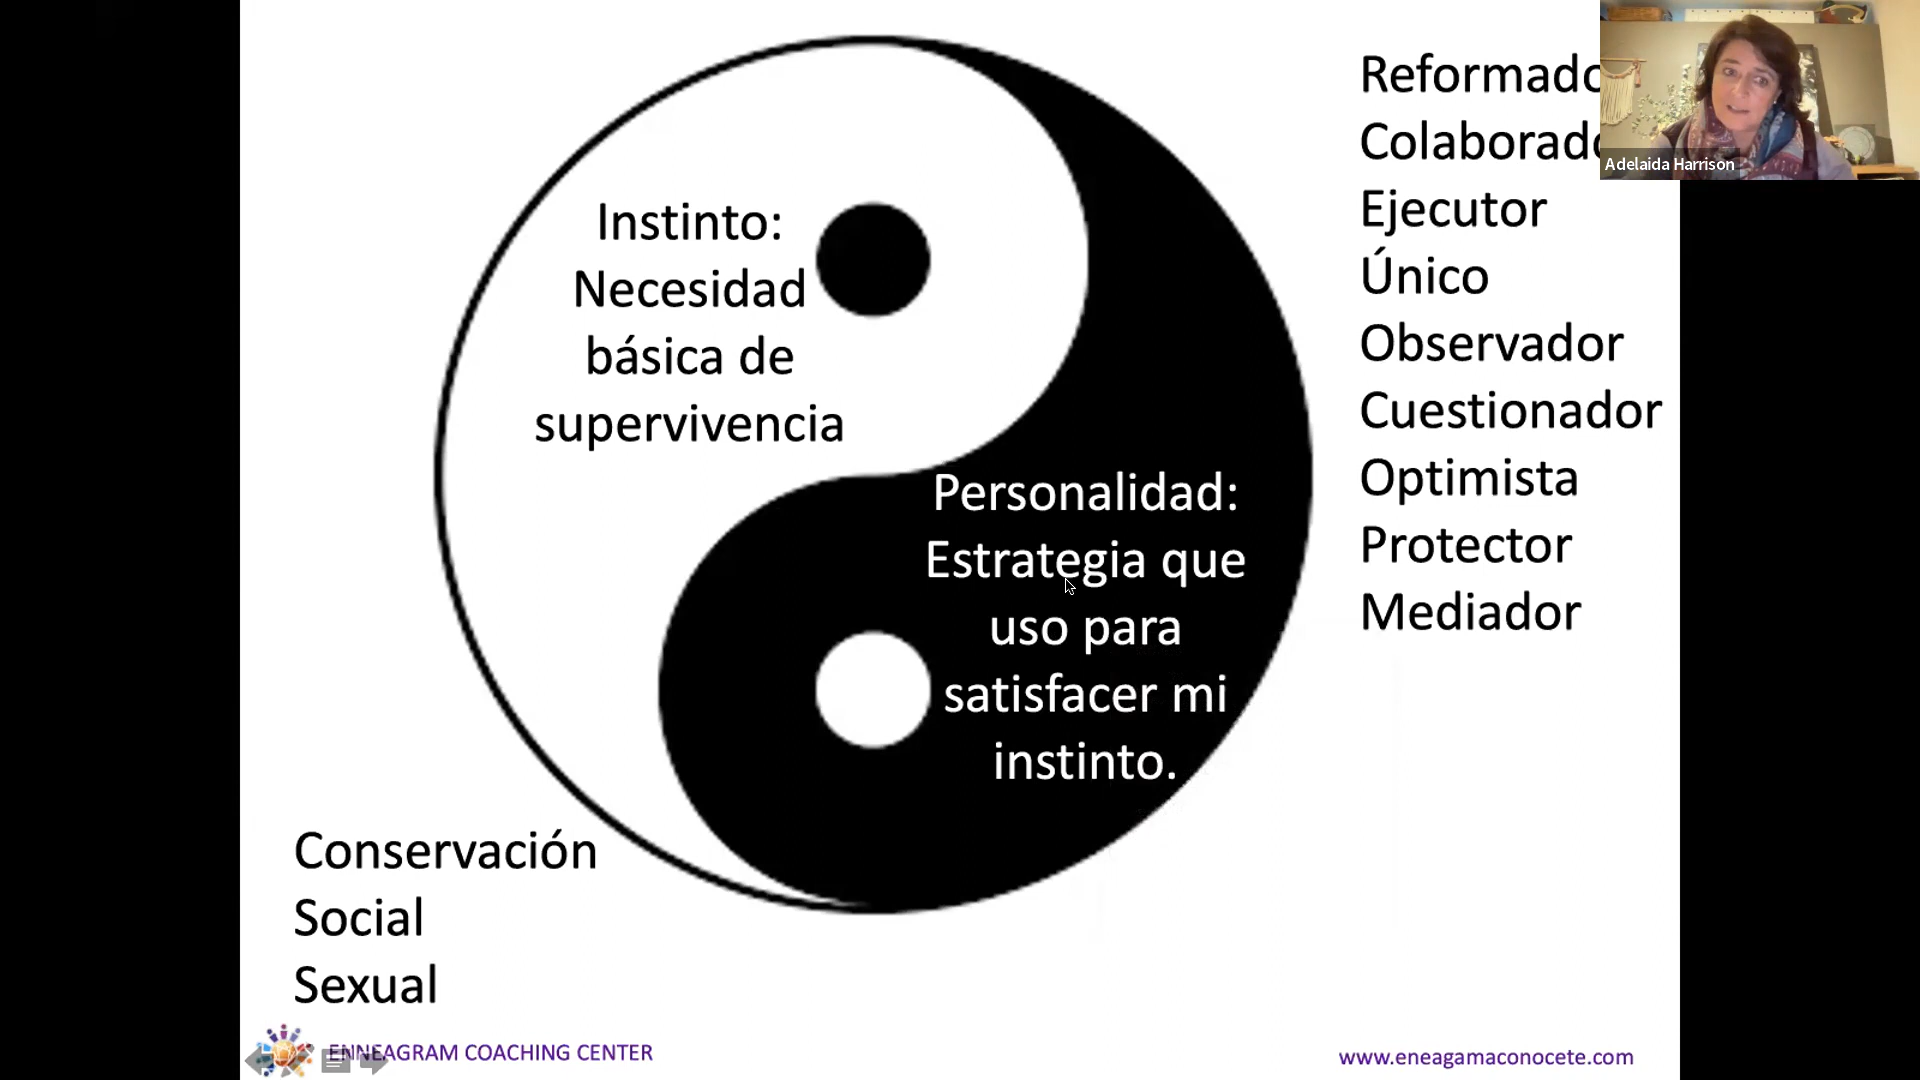 Instinto:
Necesidad
básica de
supervivencia
Personalidad:
Estrategia que
uso para
satisfacer mi
instinto.
Reformado
Colaborado
Ejecutor
Único
Observador
Cuestionador
Optimista
Protector
Mediador
Adelaida Harrison
Conservación
Social
Sexual
ENNEAGRAM COACHING CENTER
www.eneagamaconocete.com